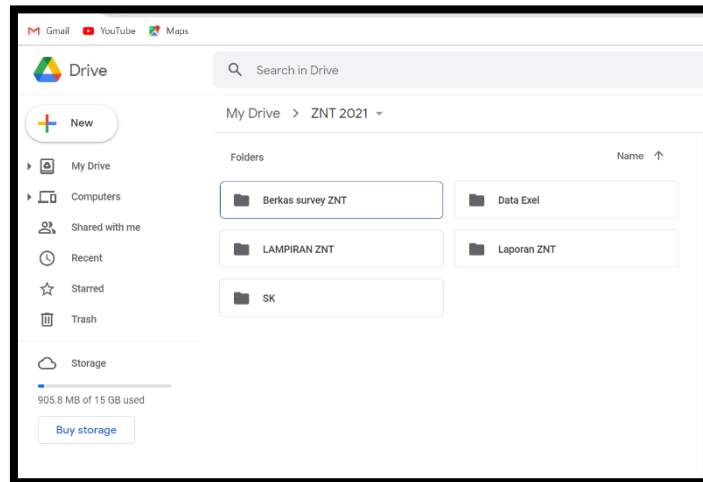 Gmail YouTube Maps
Drive
Search in Drive
New
My Drive > ZNT 2021
My Drive
Computers
Shared with me
Recent
Starred
Trash
Storage
905.8 MB of 15 GB used
Buy storage
Folders
Name
Berkas survey ZNT
Data Exel
LAMPIRAN ZNT
Laporan ZNT
SK